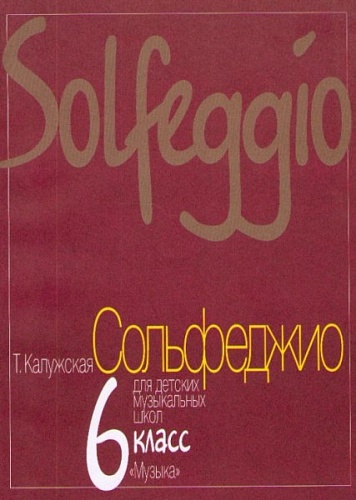 Solfeggio
Т. Калужская Сольфеджио
для детских
музыкальных
школ
6 класс
«Музыка»